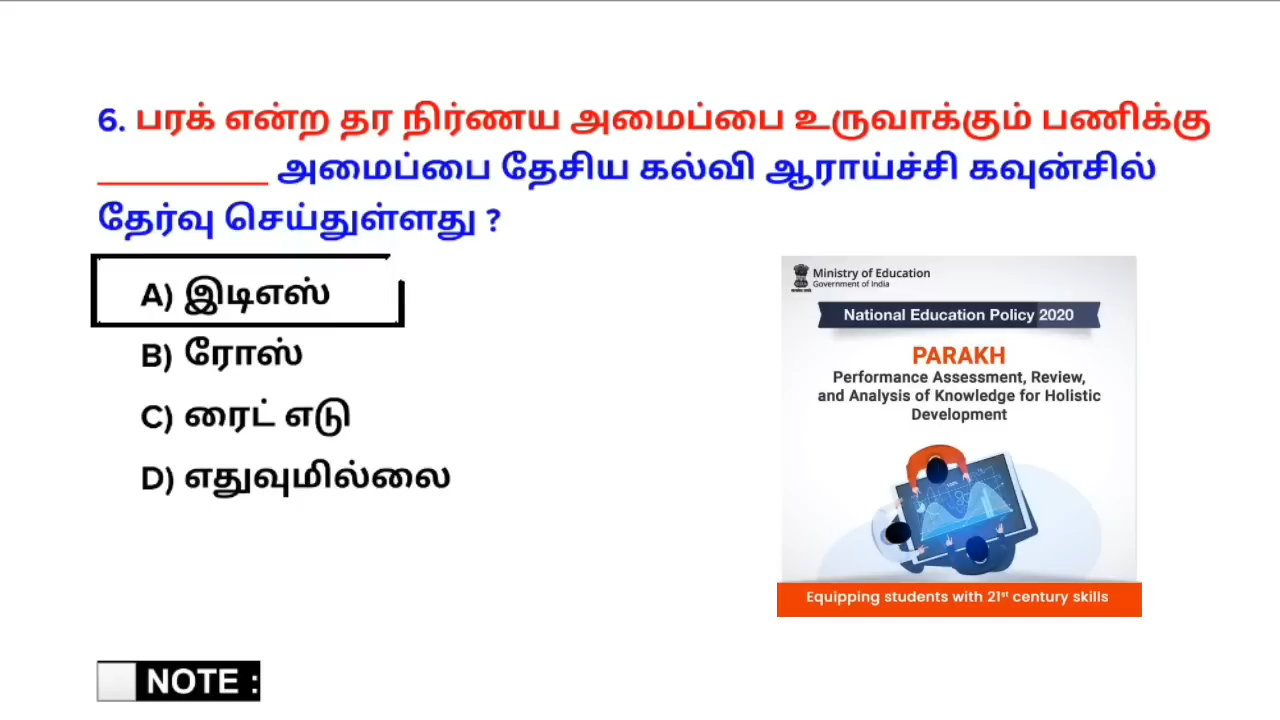 6. பரக் என்ற தர நிர்ணய அமைப்பை உருவாக்கும் பணிக்கு
__________ அமைப்பை தேசிய கல்வி ஆராய்ச்சி கவுன்சில்
தேர்வு செய்துள்ளது ?
A) இடிஎஸ்
B) ரோஸ்
C) ரைட் எடு
D) எதுவுமில்லை
Ministry of Education
Government of India
National Education Policy 2020
PARAKH
Performance Assessment, Review,
and Analysis of Knowledge for Holistic
Development
Equipping students with 21st century skills
NOTE :